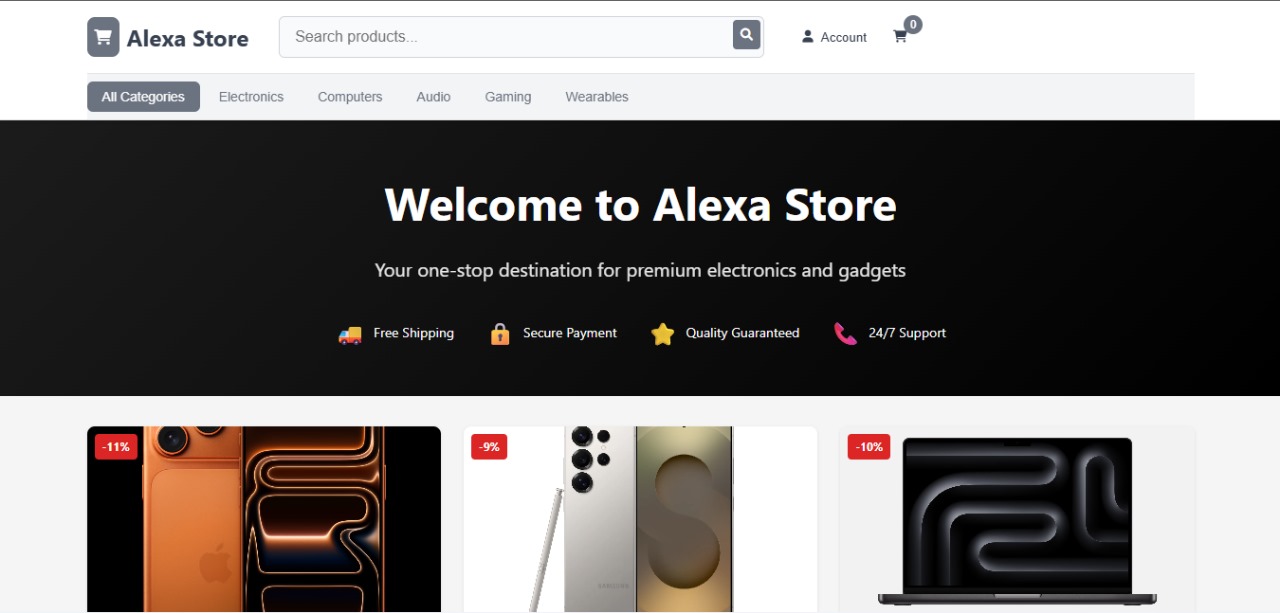 Alexa Store
Search products...
Account
0
All Categories
Electronics
Computers
Audio
Gaming
Wearables
Welcome to Alexa Store
Your one-stop destination for premium electronics and gadgets
Free Shipping
Secure Payment
Quality Guaranteed
24/7 Support
-11%
-9%
-10%
SAMSUNG